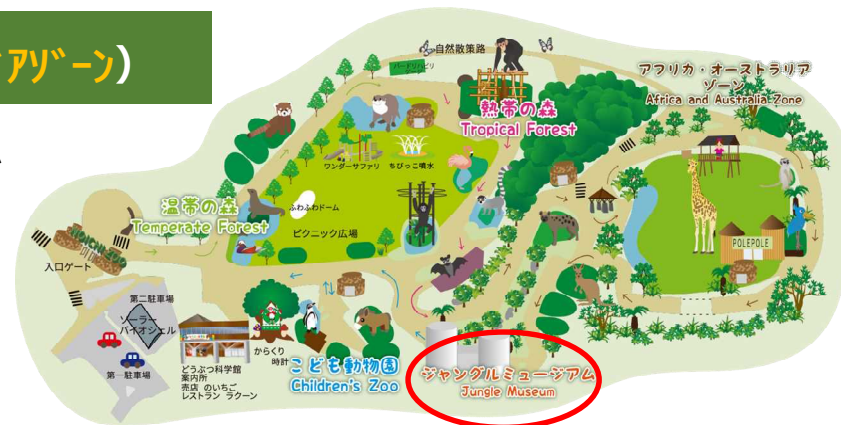 アゾーン)
自然散策路
バードリハビリ
熱帯の森
Tropical Forest
アフリカ・オーストラリア
ゾーン
Africa and Australia Zone
ワンダーサファリ
ちびっこ噴水
温帯の森
Temperate Forest
ふわふわドーム
ピクニック広場
POLEPOLE
入口ゲート
第二駐車場
ソーラー
バイオシェル
第一駐車場
からくり
時計
どうぶつ科学館
案内所
売店 のいちご
レストラン ラクーン
こども動物園
Children's Zoo
ジャングルミュージアム
Jungle Museum